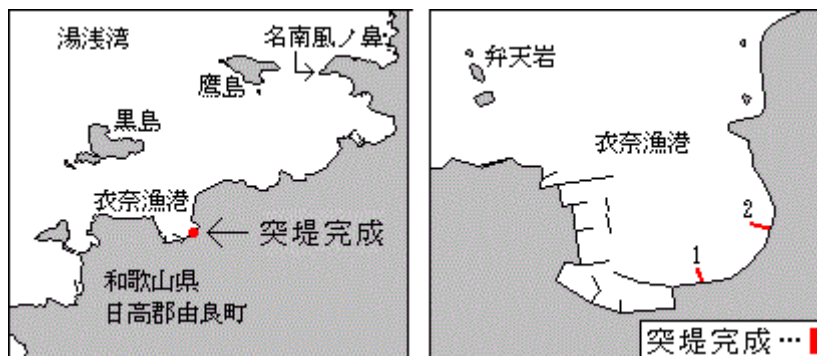 湯浅湾
名南風ノ鼻
鷹島
黒島
衣奈漁港
突堤完成
和歌山県
日高郡由良町
弁天岩
衣奈漁港
2
1
突堤完成…